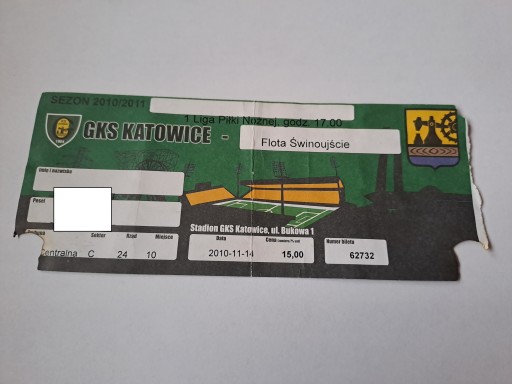 SEZON 2010/2011
1 Liga Piłki Nożnej, godz. 17.00
GKS KATOWICE - Flota Świnoujście
Imię i nazwisko
Pesel
Stadion GKS Katowice, ul. Bukowa 1
Sektor Rząd Miejsce
Centralna C 24 10
Data
2010-11-14
Cena
15,00
Numer biletu
62732